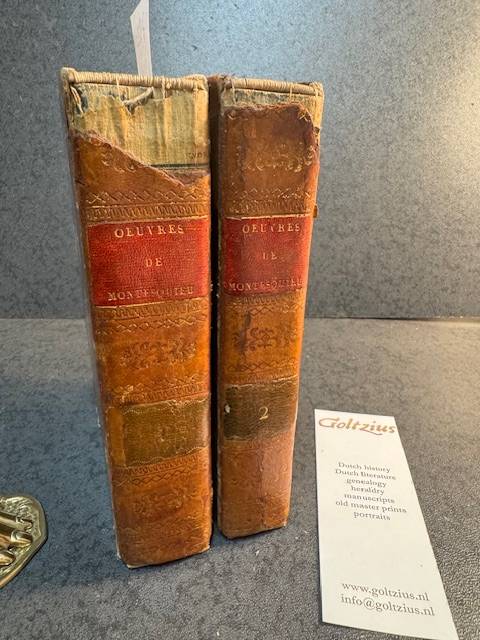 OEUVRES
DE
MONTESQUIEU
OEUVRES
DE
MONTESQUIEU
2
Goltzius
Dutch history
Dutch literature
genealogy
heraldry
manuscripts
old master prints
portraits
www.goltzius.nl
info@goltzius.nl